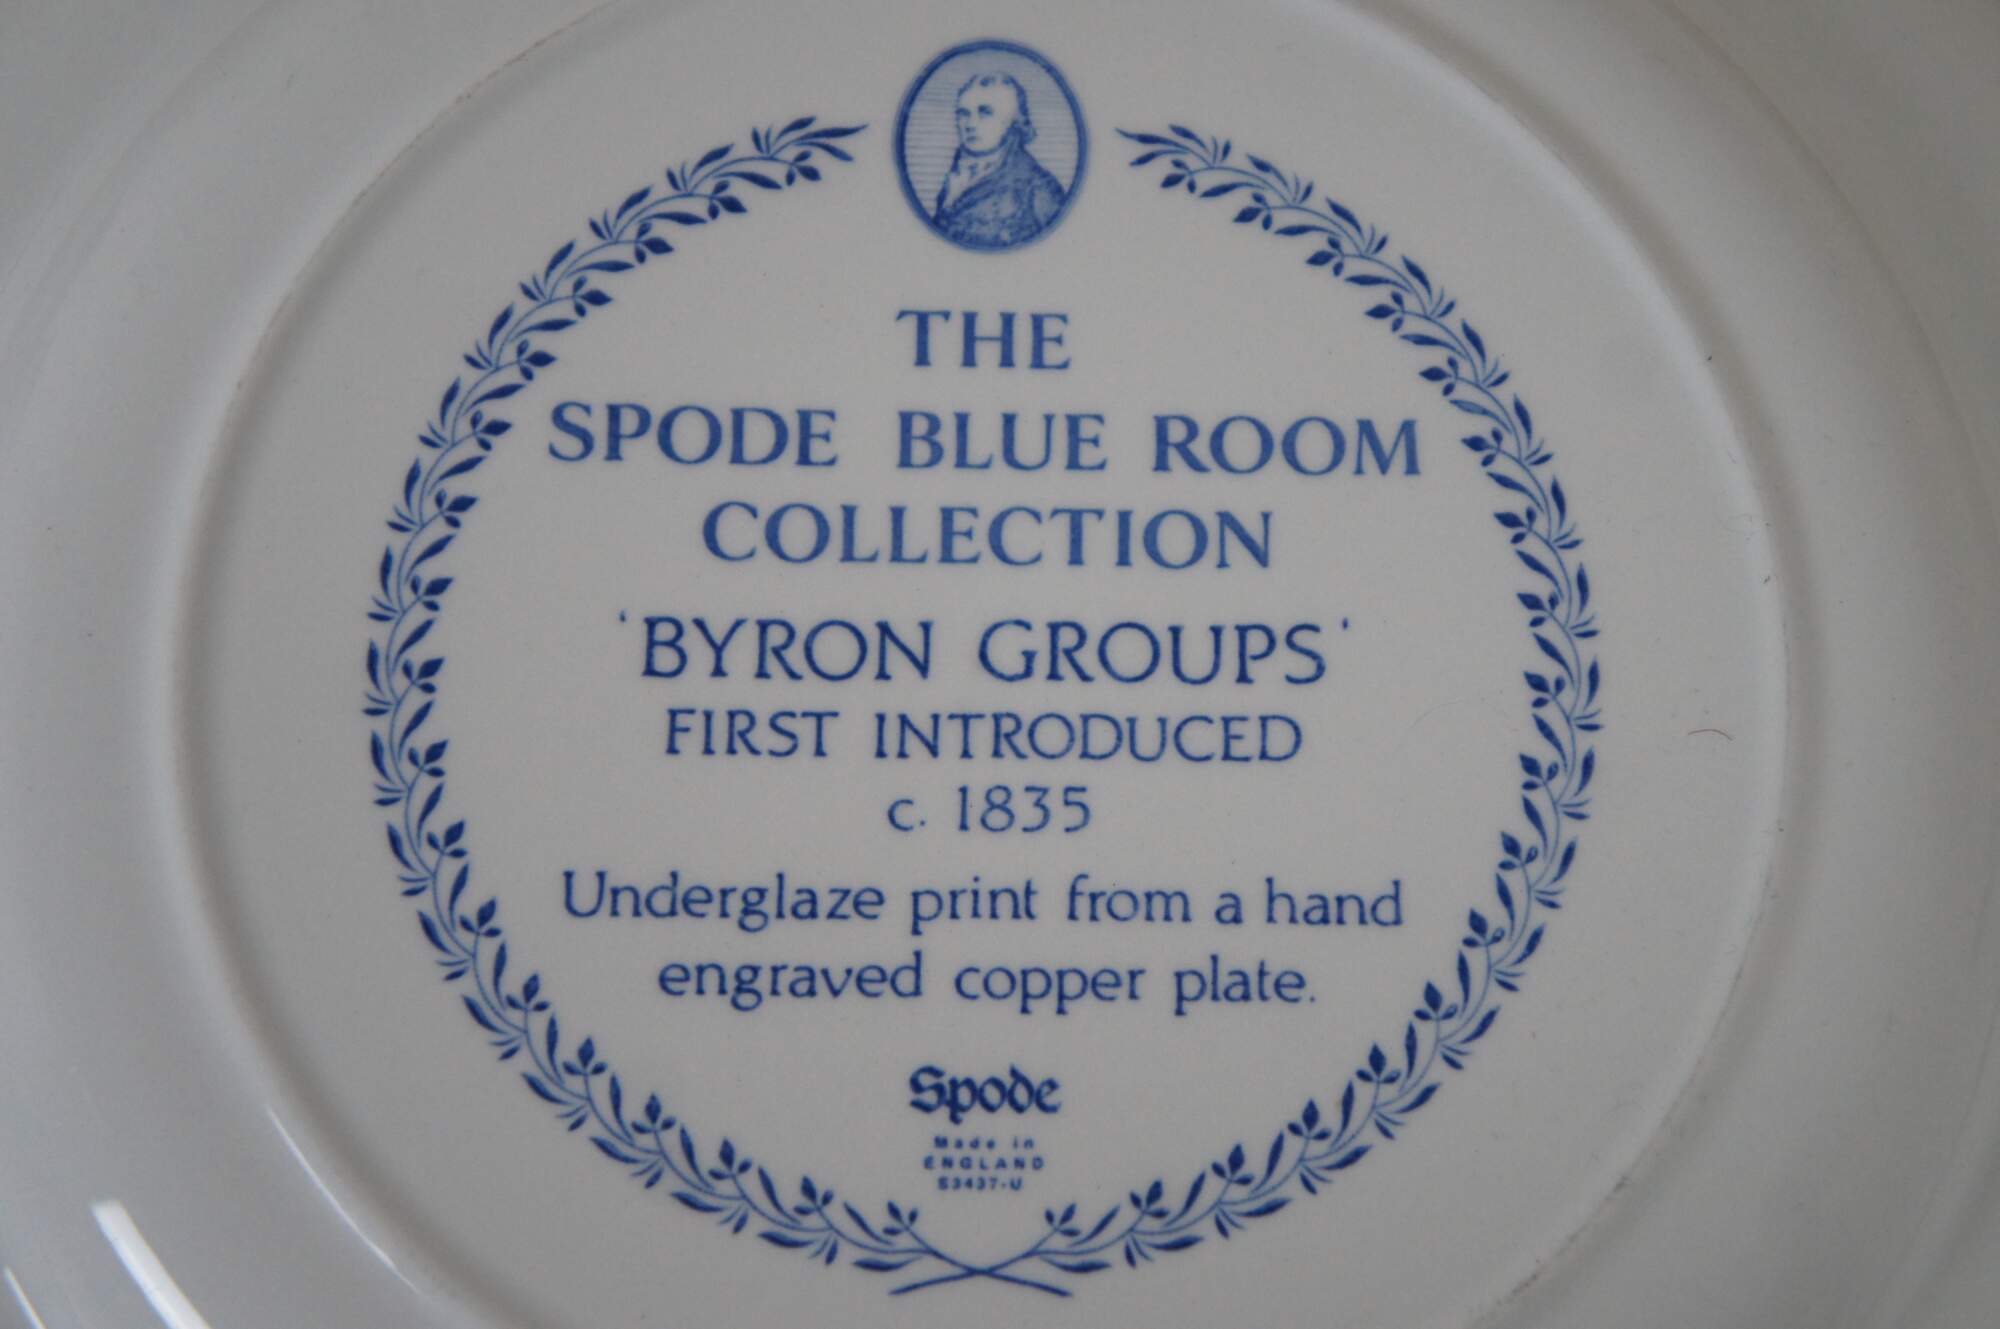 THE
SPODE BLUE ROOM
COLLECTION
'BYRON GROUPS'
FIRST INTRODUCED
c. 1835
Underglaze print from a hand
engraved copper plate.
Spode
Made in
ENGLAND
S3437-U